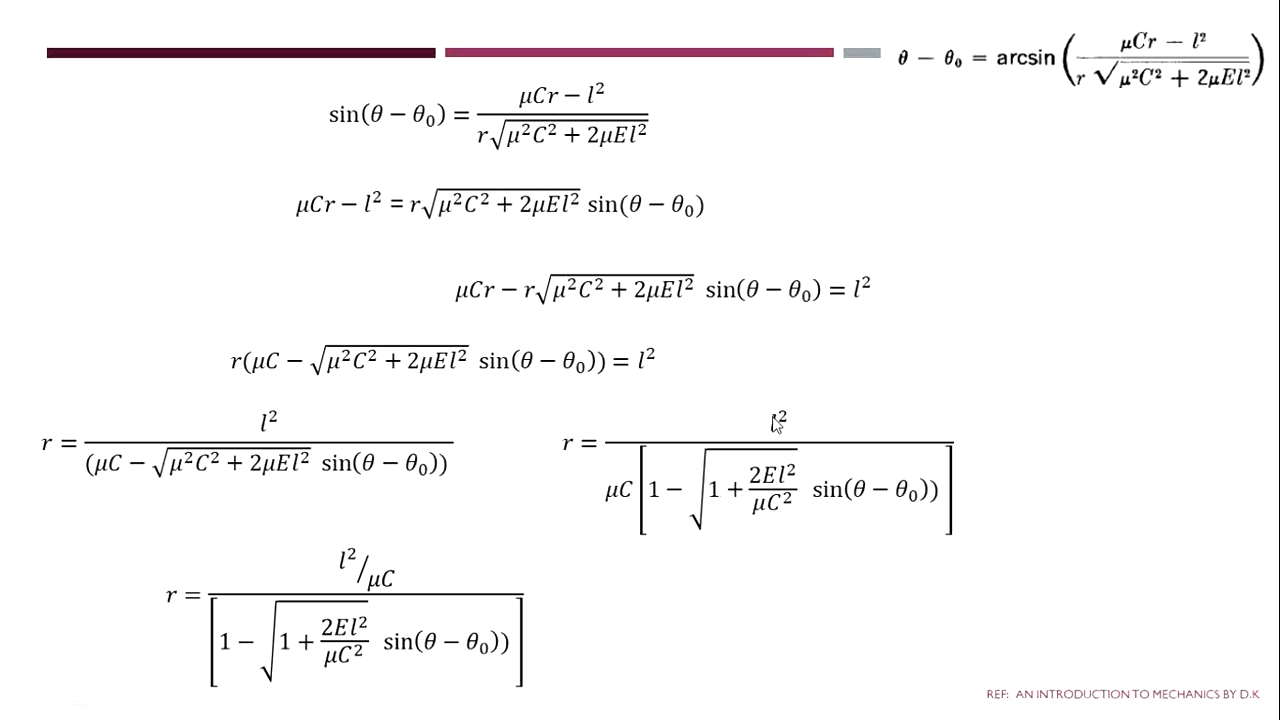 θ − θ₀ = arcsin ( (μCr − l²) / (r √(μ²C² + 2μEl²)) )
sin(θ − θ₀) = (μCr − l²) / (r√(μ²C² + 2μEl²))
μCr − l² = r√(μ²C² + 2μEl²) sin(θ − θ₀)
μCr − r√(μ²C² + 2μEl²) sin(θ − θ₀) = l²
r(μC − √(μ²C² + 2μEl²) sin(θ − θ₀)) = l²
r = l² / (μC − √(μ²C² + 2μEl²) sin(θ − θ₀))
r = l² / μC[1 − √(1 + 2El²/μC²) sin(θ − θ₀))]
r = l²/μC / [1 − √(1 + 2El²/μC²) sin(θ − θ₀))]
REF: AN INTRODUCTION TO MECHANICS BY D.K